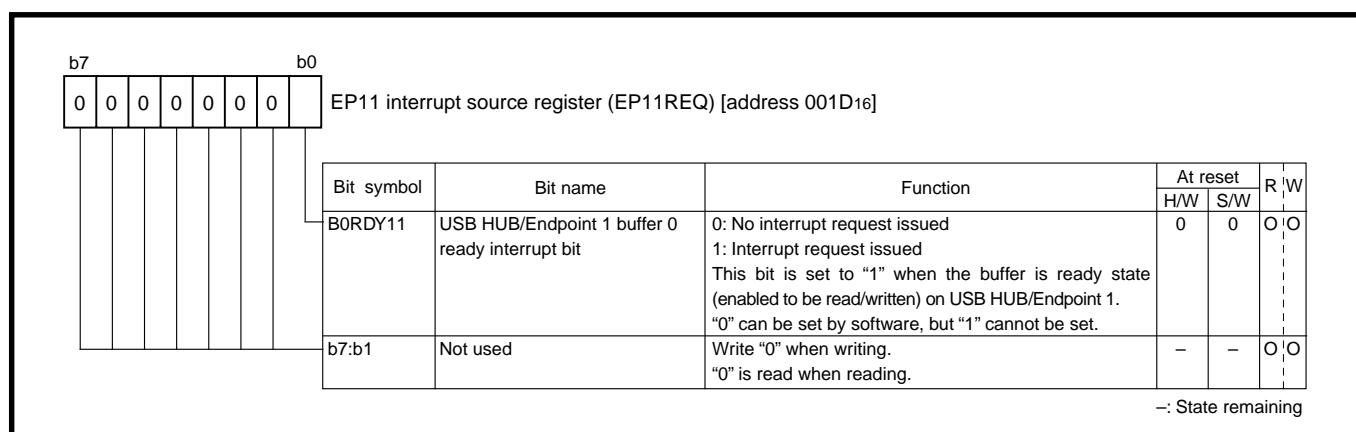 b7 b0
0 0 0 0 0 0 0 EP11 interrupt source register (EP11REQ) [address 001D16]
Bit symbol Bit name Function At reset R W
H/W S/W
B0RDY11 USB HUB/Endpoint 1 buffer 0 0: No interrupt request issued 0 0 O O
ready interrupt bit 1: Interrupt request issued
This bit is set to “1” when the buffer is ready state
(enabled to be read/written) on USB HUB/Endpoint 1.
“0” can be set by software, but “1” cannot be set.
b7:b1 Not used Write “0” when writing. – – O O
“0” is read when reading.
–: State remaining